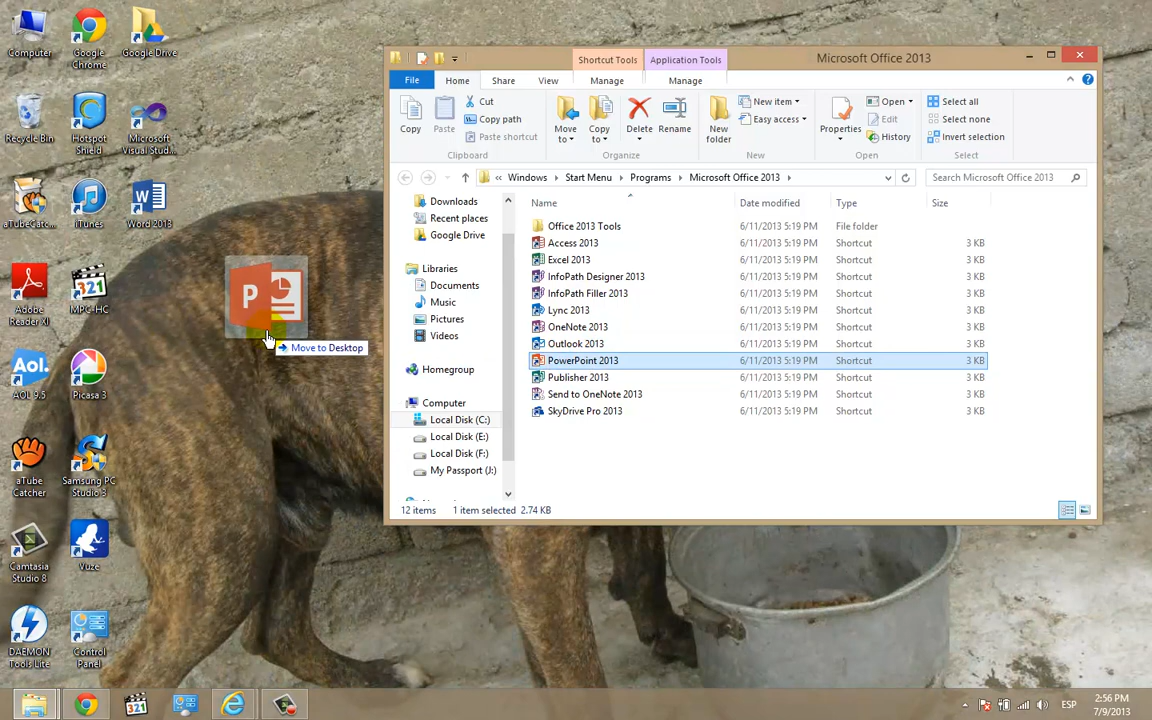 Computer
Google Chrome
Google Drive
Recycle Bin
Hotspot Shield
Microsoft Visual Stud...
aTubeCatc...
iTunes
Word 2013
Adobe Reader XI
MPC-HC
AOL 9.5
Picasa 3
aTube Catcher
Samsung PC Studio 3
Camtasia Studio 8
Vuze
DAEMON Tools Lite
Control Panel
Move to Desktop
Shortcut Tools
Application Tools
Microsoft Office 2013
File
Home
Share
View
Manage
Manage
Copy
Paste
Cut
Copy path
Paste shortcut
Clipboard
Move to
Copy to
Delete
Rename
Organize
New folder
New item
Easy access
New
Properties
Open
Edit
History
Open
Select all
Select none
Invert selection
Select
« Windows Start Menu Programs Microsoft Office 2013
Search Microsoft Office 2013
Downloads
Recent places
Google Drive
Libraries
Documents
Music
Pictures
Videos
Homegroup
Computer
Local Disk (C:)
Local Disk (E:)
Local Disk (F:)
My Passport (J:)
Name Date modified Type Size
Office 2013 Tools 6/11/2013 5:19 PM File folder
Access 2013 6/11/2013 5:19 PM Shortcut 3 KB
Excel 2013 6/11/2013 5:19 PM Shortcut 3 KB
InfoPath Designer 2013 6/11/2013 5:19 PM Shortcut 3 KB
InfoPath Filler 2013 6/11/2013 5:19 PM Shortcut 3 KB
Lync 2013 6/11/2013 5:19 PM Shortcut 3 KB
OneNote 2013 6/11/2013 5:19 PM Shortcut 3 KB
Outlook 2013 6/11/2013 5:19 PM Shortcut 3 KB
PowerPoint 2013 6/11/2013 5:19 PM Shortcut 3 KB
Publisher 2013 6/11/2013 5:19 PM Shortcut 3 KB
Send to OneNote 2013 6/11/2013 5:19 PM Shortcut 3 KB
SkyDrive Pro 2013 6/11/2013 5:19 PM Shortcut 3 KB
12 items 1 item selected 2.74 KB
ESP
2:56 PM
7/9/2013